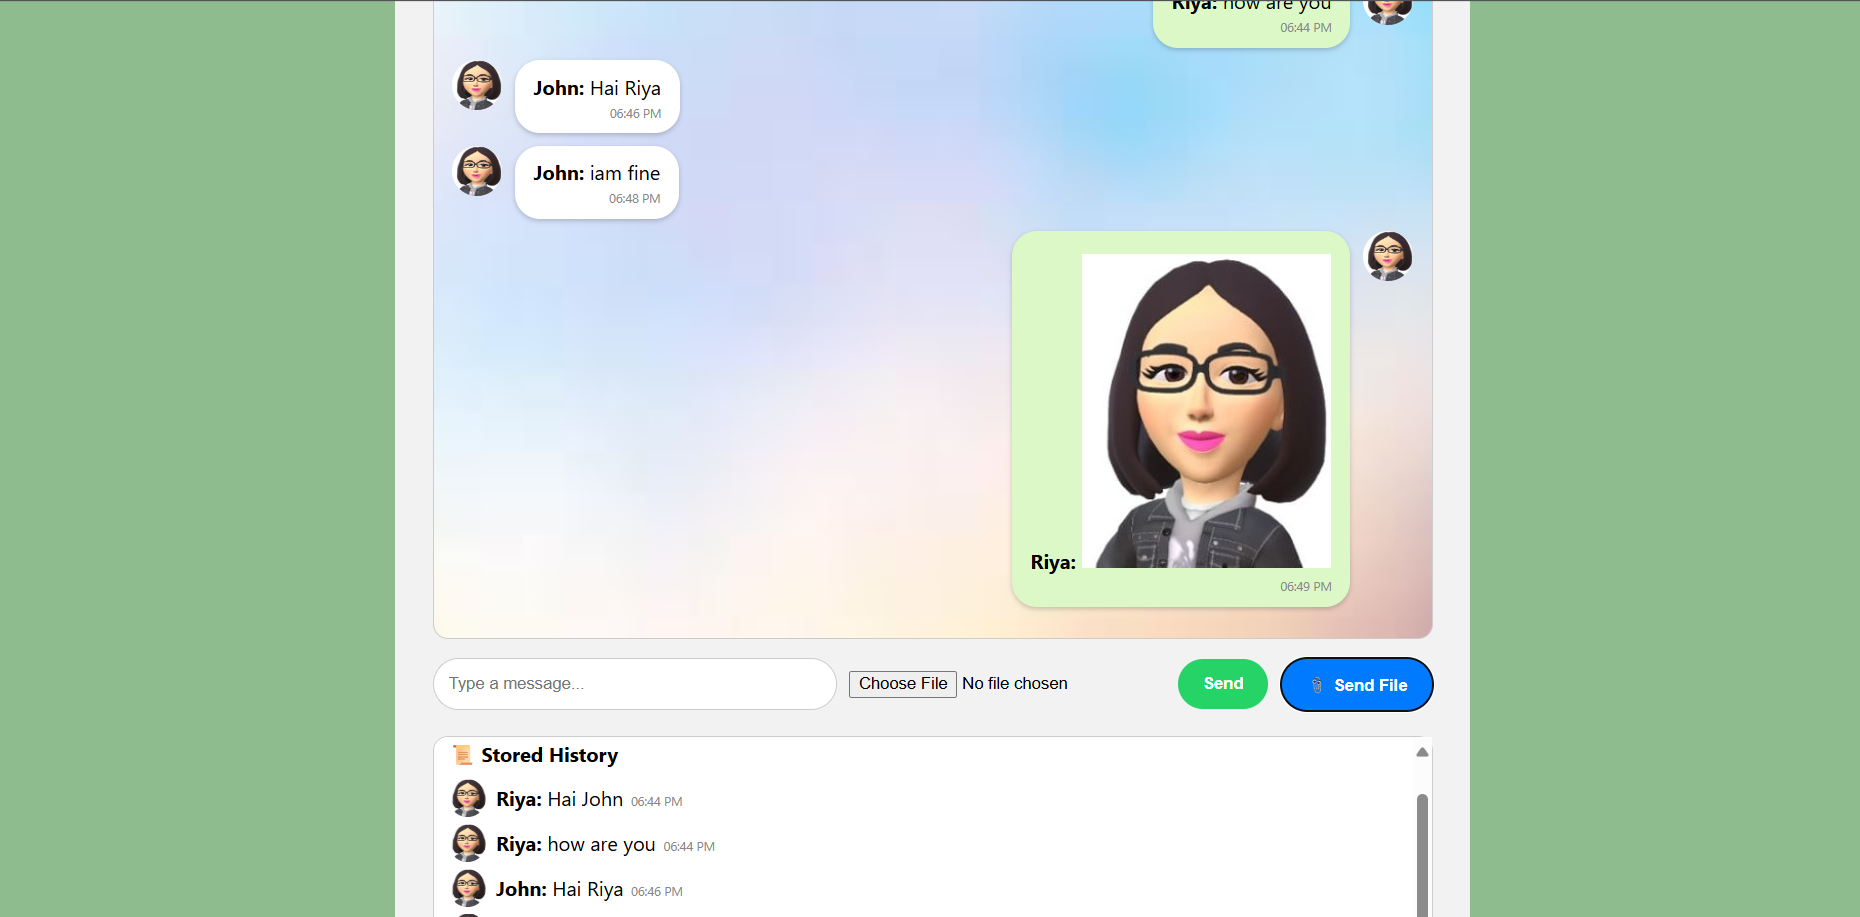 Riya: how are you
06:44 PM
John: Hai Riya
06:46 PM
John: iam fine
06:48 PM
Riya:
06:49 PM
Type a message...
Choose File No file chosen
Send
Send File
Stored History
Riya: Hai John 06:44 PM
Riya: how are you 06:44 PM
John: Hai Riya 06:46 PM